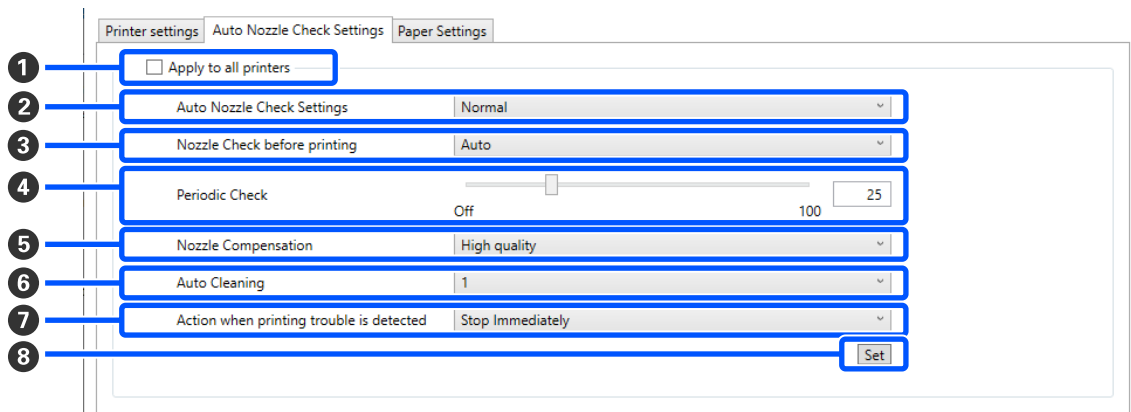 Printer settings Auto Nozzle Check Settings Paper Settings
1 Apply to all printers
2 Auto Nozzle Check Settings Normal
3 Nozzle Check before printing Auto
4 Periodic Check 25
Off 100
5 Nozzle Compensation High quality
6 Auto Cleaning 1
7 Action when printing trouble is detected Stop Immediately
8 Set